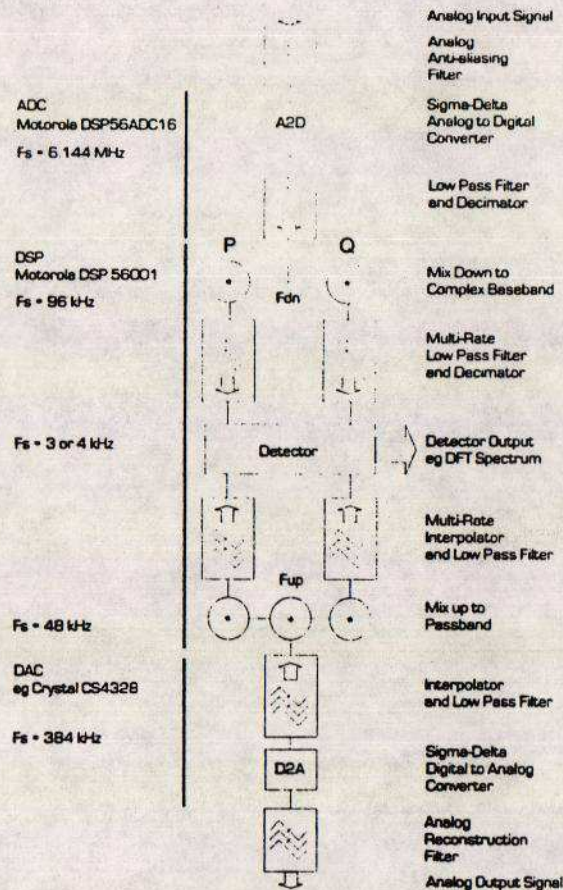 Analog Input Signal
Analog
Anti-aliasing
Filter
ADC
Motorola DSP56ADC16
Fs = 6.144 MHz
A2D
Sigma-Delta
Analog to Digital
Converter
Low Pass Filter
and Decimator
P
Q
DSP
Motorola DSP 56001
Fs = 96 kHz
Fdn
Mix Down to
Complex Baseband
Multi-Rate
Low Pass Filter
and Decimator
Fs = 3 or 4 kHz
Detector
Detector Output
eg DFT Spectrum
Multi-Rate
Interpolator
and Low Pass Filter
Fup
Fs = 48 kHz
Mix up to
Passband
DAC
eg Crystal CS4328
Fs = 384 kHz
Interpolator
and Low Pass Filter
D2A
Sigma-Delta
Digital to Analog
Converter
Analog
Reconstruction
Filter
Analog Output Signal